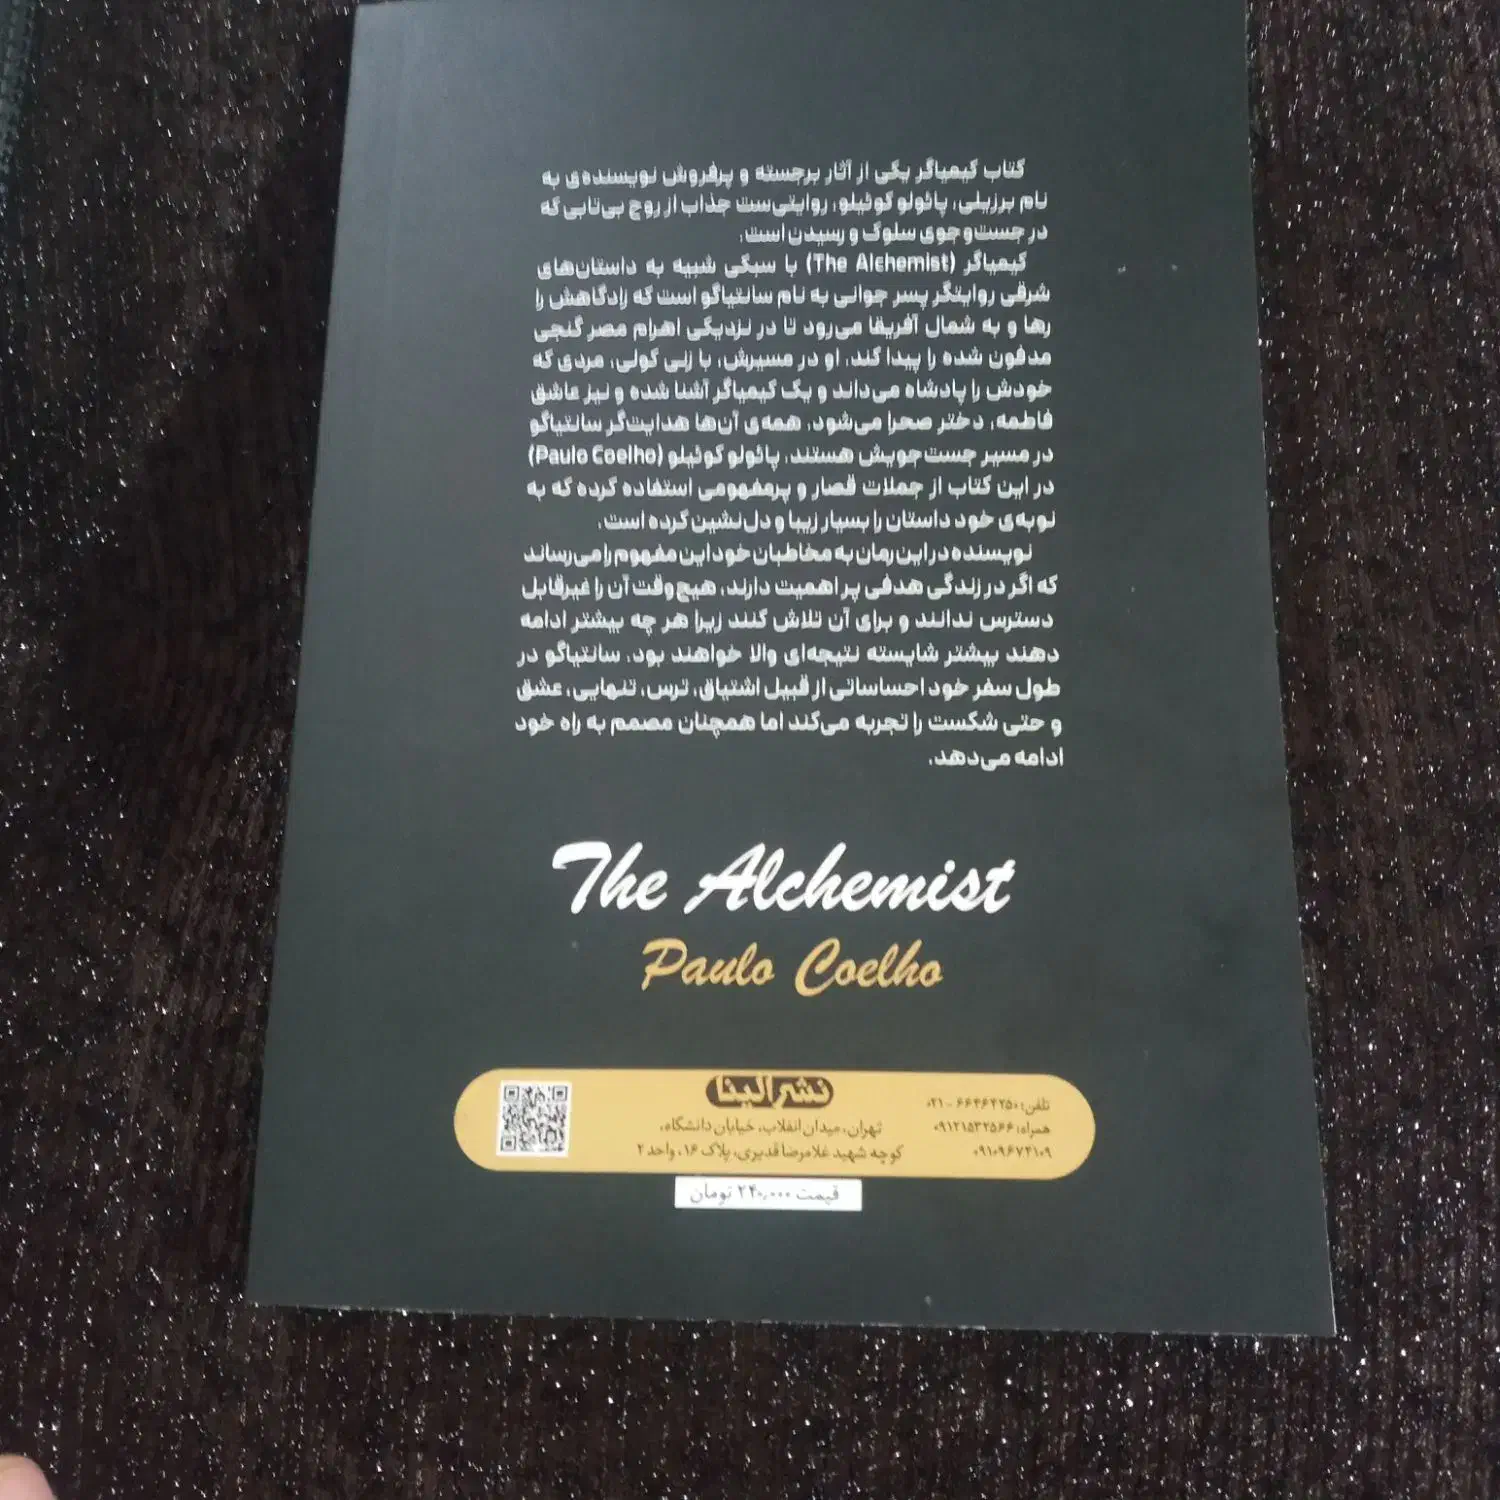 کتاب کیمیاگر یکی از آثار برجسته و پرفروش نویسنده‌ی به
نام برزیلی، پائولو کوئیلو، روایتی‌ست جذاب از روح بی‌تابی که
در جست‌و‌جوی سلوک و رسیدن است.
کیمیاگر (The Alchemist) با سبکی شبیه به داستان‌های
شرقی روایتگر پسر جوانی به نام سانتیاگو است که زادگاهش را
رها و به شمال آفریقا می‌رود تا در نزدیکی اهرام مصر گنجی
مدفون شده را پیدا کند. او در مسیرش، با زنی کولی، مردی که
خودش را پادشاه می‌داند و یک کیمیاگر آشنا شده و نیز عاشق
فاطمه، دختر صحرا می‌شود. همه‌ی آن‌ها هدایت‌گر سانتیاگو
در مسیر جست‌جویش هستند. پائولو کوئیلو (Paulo Coelho)
در این کتاب از جملات قصار و پرمفهومی استفاده کرده که به
نوبه‌ی خود داستان را بسیار زیبا و دل‌نشین کرده است.
نویسنده در این رمان به مخاطبان خود این مفهوم را می‌رساند
که اگر در زندگی هدفی پر اهمیت دارند، هیچ‌وقت آن را غیرقابل
دسترس ندانند و برای آن تلاش کنند زیرا هر چه بیشتر ادامه
دهند بیشتر شایسته نتیجه‌ای والا خواهند بود. سانتیاگو در
طول سفر خود احساساتی از قبیل اشتیاق، ترس، تنهایی، عشق
و حتی شکست را تجربه می‌کند اما همچنان مصمم به راه خود
ادامه می‌دهد.
The Alchemist
Paulo Coelho
نشر الینا
تلفن: ۶۶۴۶۴۲۵۰ - ۰۲۱
تهران، میدان انقلاب، خیابان دانشگاه،
همراه: ۰۹۱۲۱۵۳۲۵۶۶
کوچه شهید غلامرضا قدیری، پلاک ۱۶، واحد ۲
۰۹۱۰۹۶۷۴۱۰۹
قیمت ۲۴۰,۰۰۰ تومان